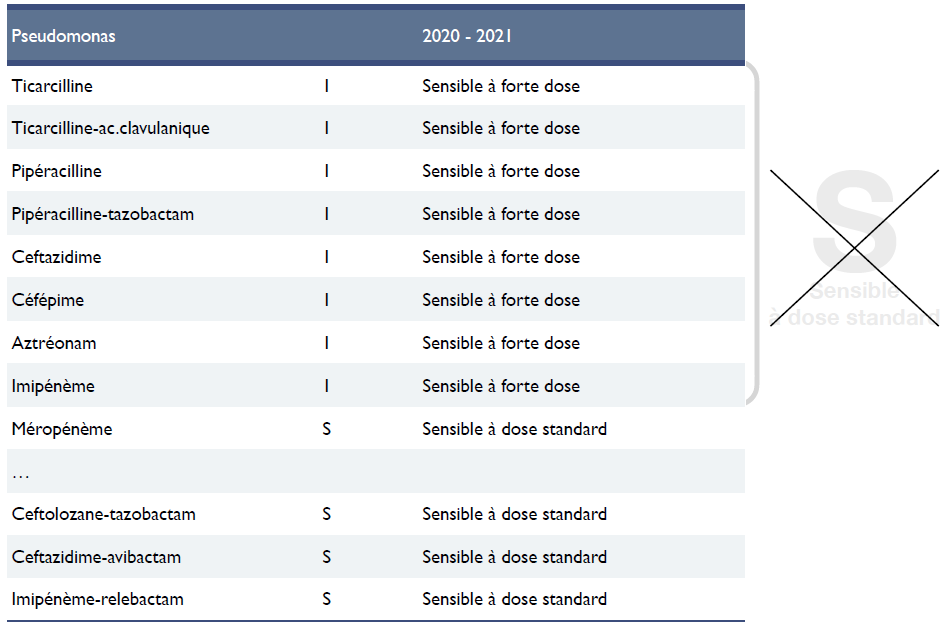 Pseudomonas 2020 - 2021
Ticarcilline I Sensible à forte dose
Ticarcilline-ac.clavulanique I Sensible à forte dose
Pipéracilline I Sensible à forte dose
Pipéracilline-tazobactam I Sensible à forte dose
Ceftazidime I Sensible à forte dose
Céfépime I Sensible à forte dose
Aztréonam I Sensible à forte dose
Imipénème I Sensible à forte dose
Méropénème S Sensible à dose standard
…
Ceftolozane-tazobactam S Sensible à dose standard
Ceftazidime-avibactam S Sensible à dose standard
Imipénème-relebactam S Sensible à dose standard
S
Sensible
à dose standard